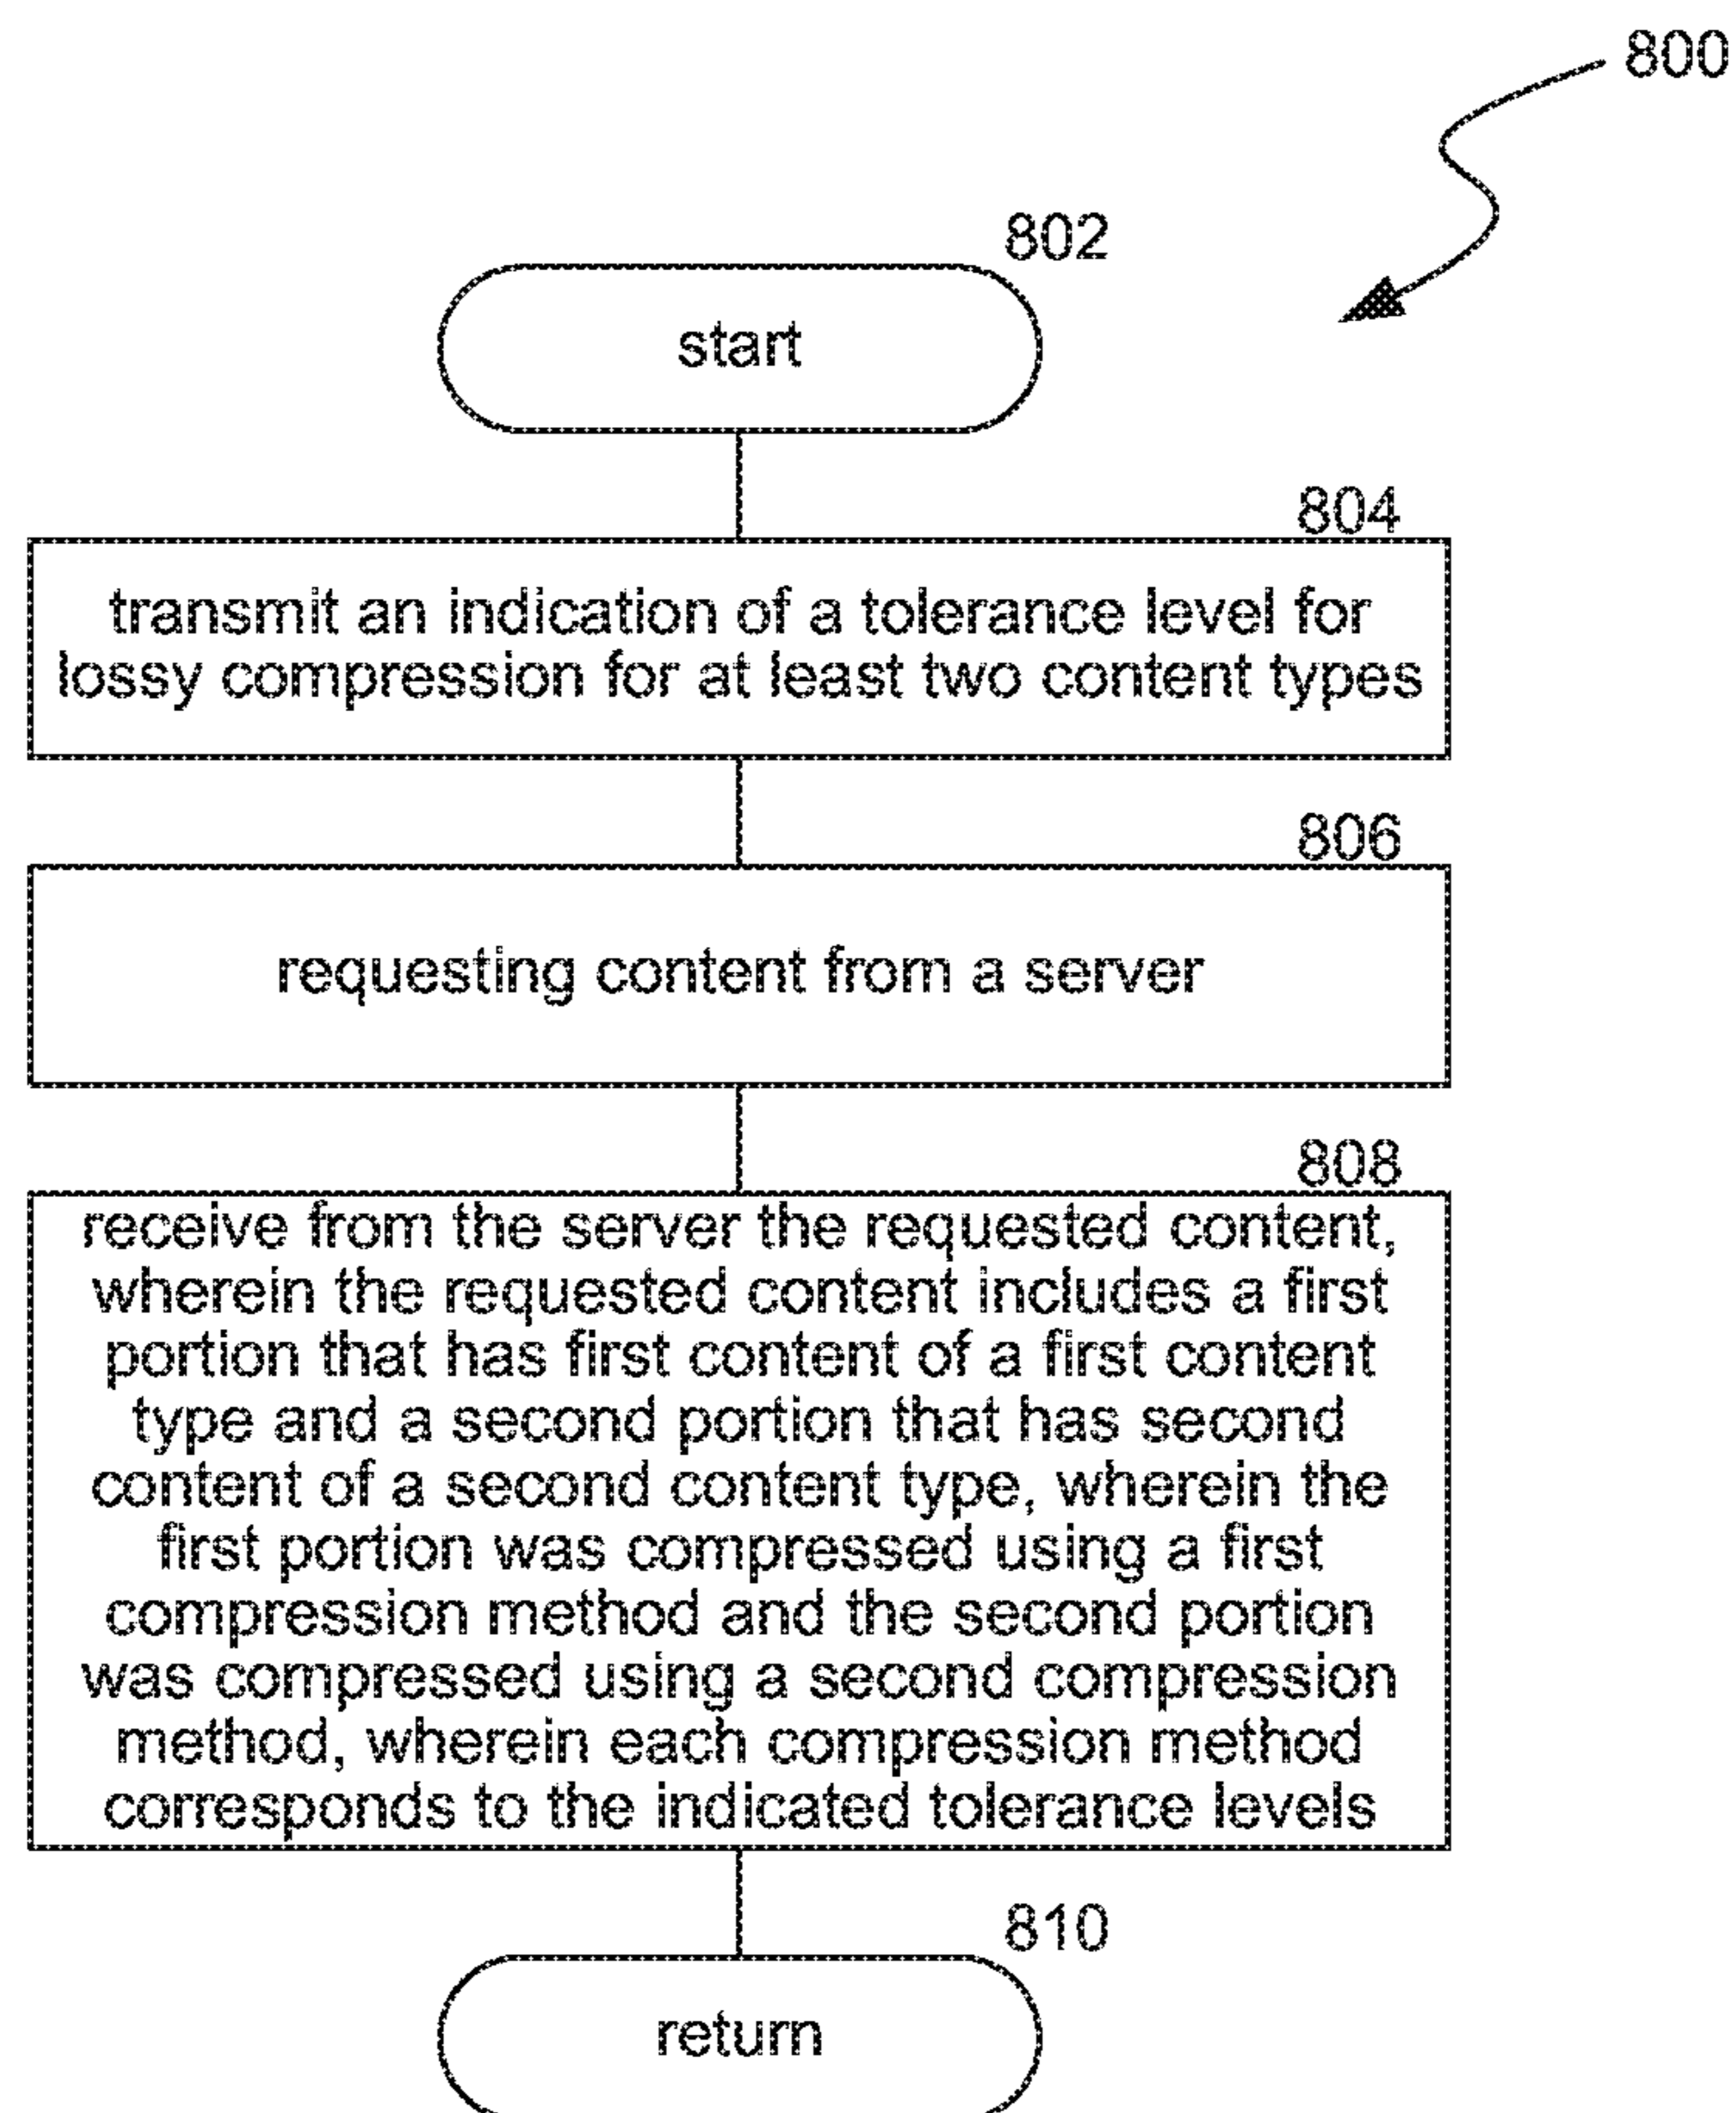 800
802
start
804
transmit an indication of a tolerance level for
lossy compression for at least two content types
806
requesting content from a server
808
receive from the server the requested content,
wherein the requested content includes a first
portion that has first content of a first content
type and a second portion that has second
content of a second content type, wherein the
first portion was compressed using a first
compression method and the second portion
was compressed using a second compression
method, wherein each compression method
corresponds to the indicated tolerance levels
810
return